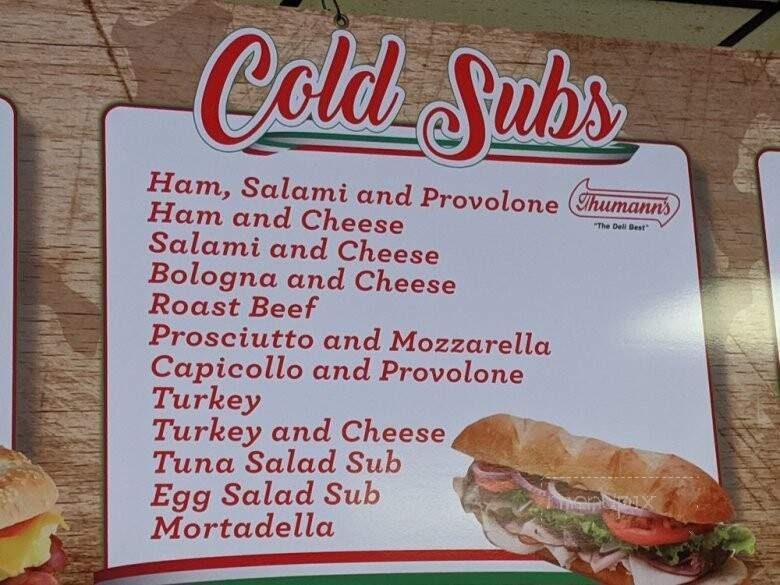 Cold Subs
Ham, Salami and Provolone
Thumann's
"The Deli Best"
Ham and Cheese
Salami and Cheese
Bologna and Cheese
Roast Beef
Prosciutto and Mozzarella
Capicollo and Provolone
Turkey
Turkey and Cheese
Tuna Salad Sub
Egg Salad Sub
Mortadella
menupix